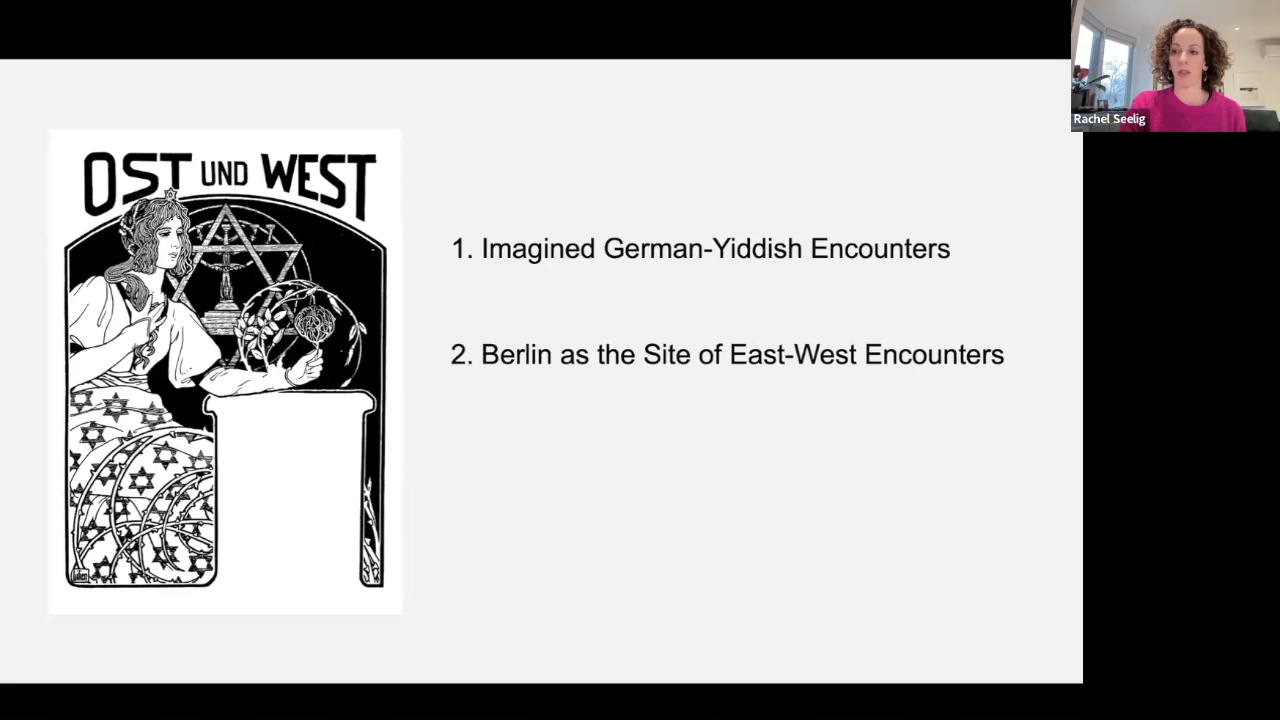 OST UND WEST
1. Imagined German-Yiddish Encounters
2. Berlin as the Site of East-West Encounters
Rachel Seelig